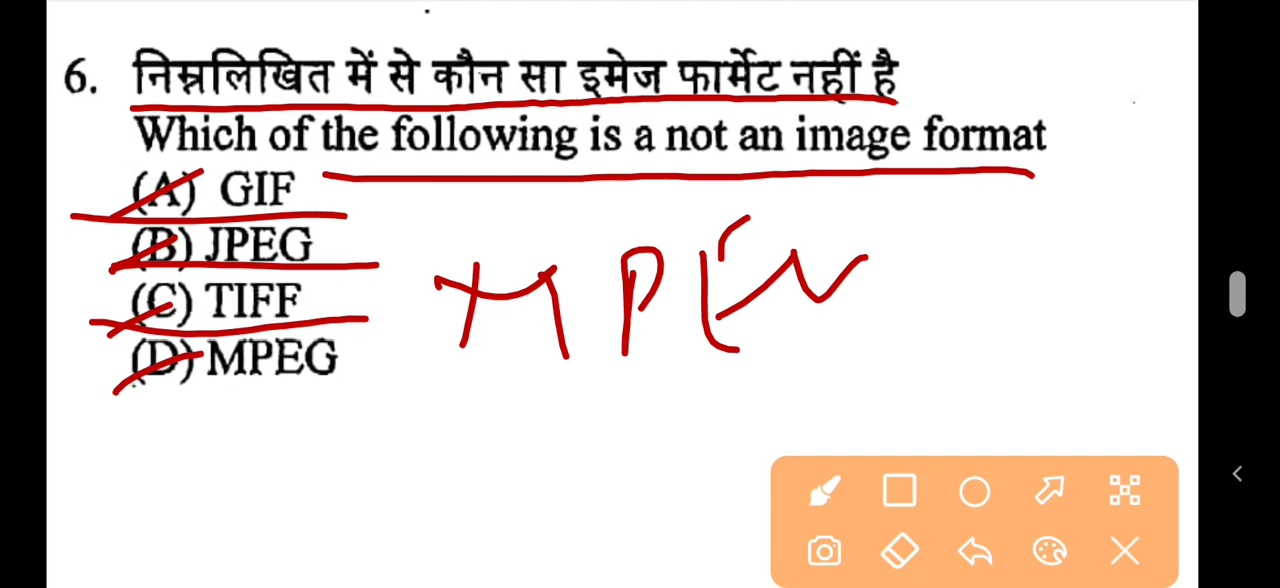 6. निम्नलिखित में से कौन सा इमेज फार्मेट नहीं है
Which of the following is a not an image format
(A) GIF
(B) JPEG
(C) TIFF
(D) MPEG